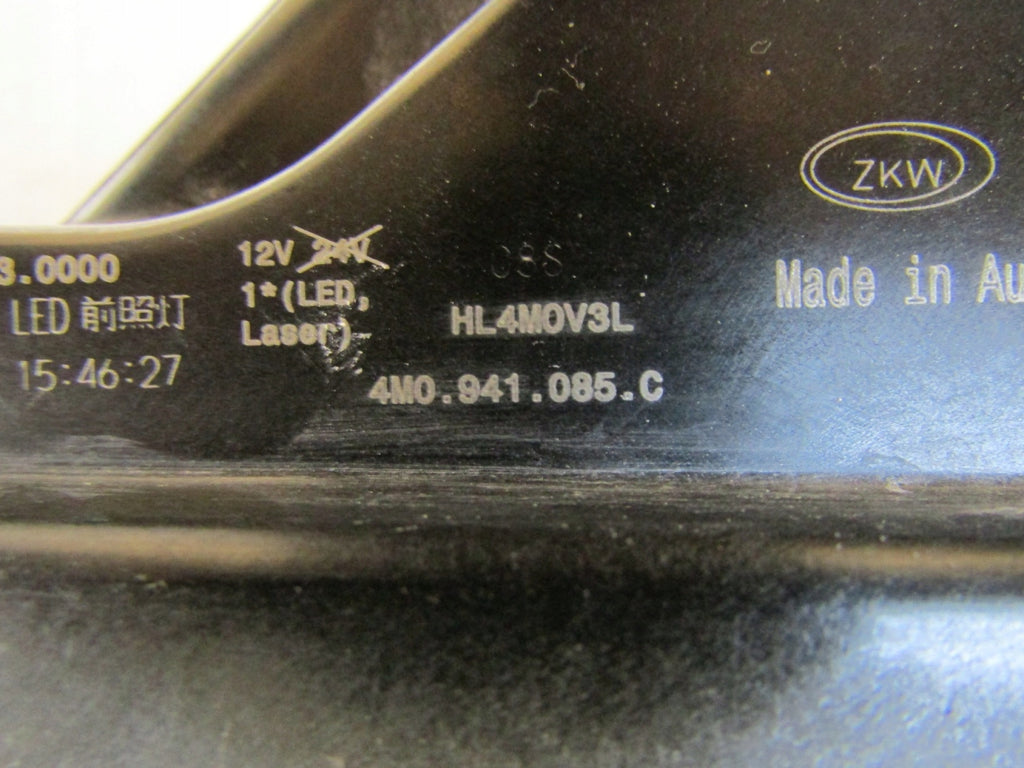 ZKW
3.0000
12V 24V
C8S
Made in Au
1*(LED,
LED 前照灯
HL4M0V3L
Laser)
15:46:27
4M0.941.085.C